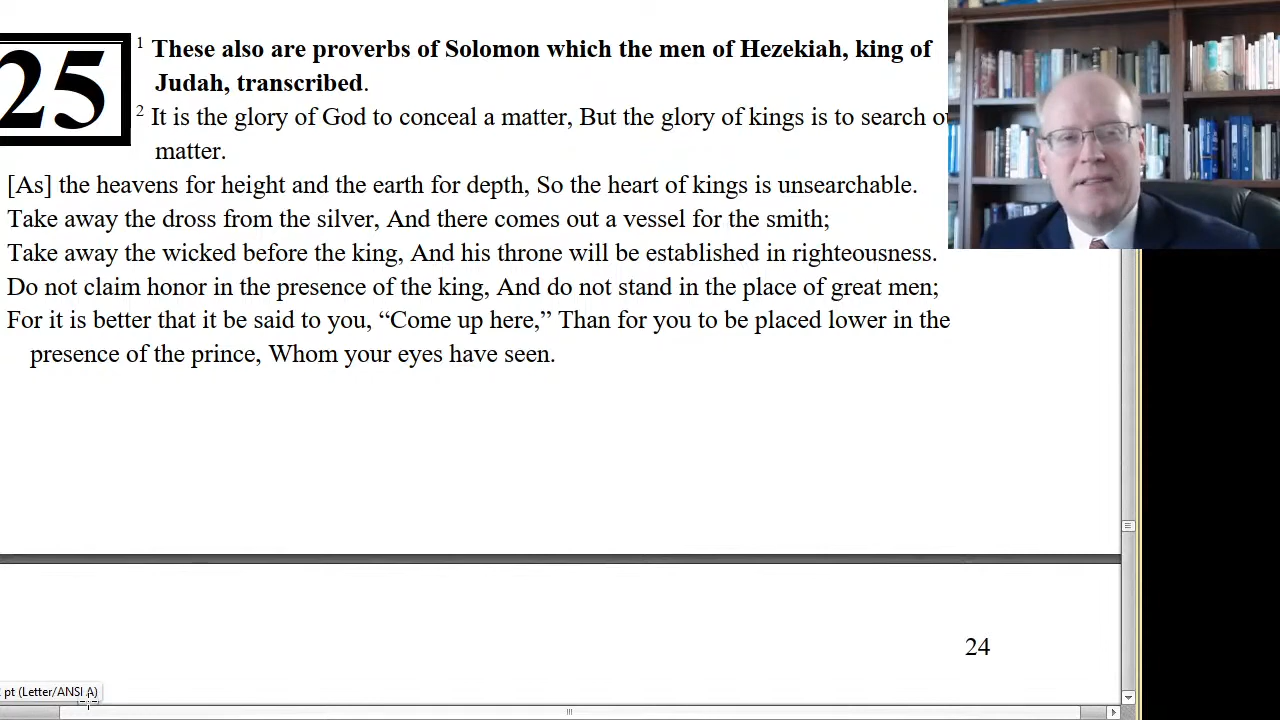 25
1 These also are proverbs of Solomon which the men of Hezekiah, king of
Judah, transcribed.
2 It is the glory of God to conceal a matter, But the glory of kings is to search
matter.
[As] the heavens for height and the earth for depth, So the heart of kings is unsearchable.
Take away the dross from the silver, And there comes out a vessel for the smith;
Take away the wicked before the king, And his throne will be established in righteousness.
Do not claim honor in the presence of the king, And do not stand in the place of great men;
For it is better that it be said to you, “Come up here,” Than for you to be placed lower in the
presence of the prince, Whom your eyes have seen.
24
pt (Letter/ANSI A)